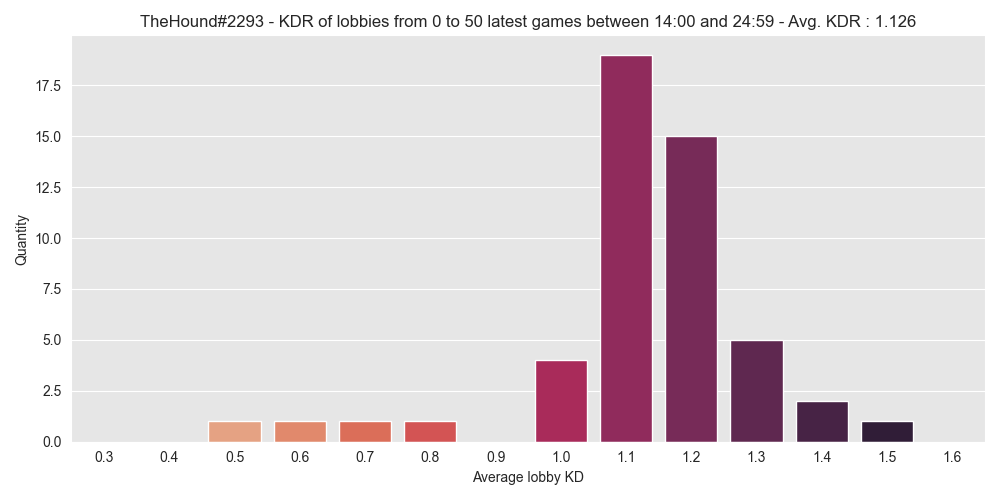 TheHound#2293 - KDR of lobbies from 0 to 50 latest games between 14:00 and 24:59 - Avg. KDR : 1.126
17.5
15.0
12.5
10.0
7.5
5.0
2.5
0.0
Quantity
0.3 0.4 0.5 0.6 0.7 0.8 0.9 1.0 1.1 1.2 1.3 1.4 1.5 1.6
Average lobby KD